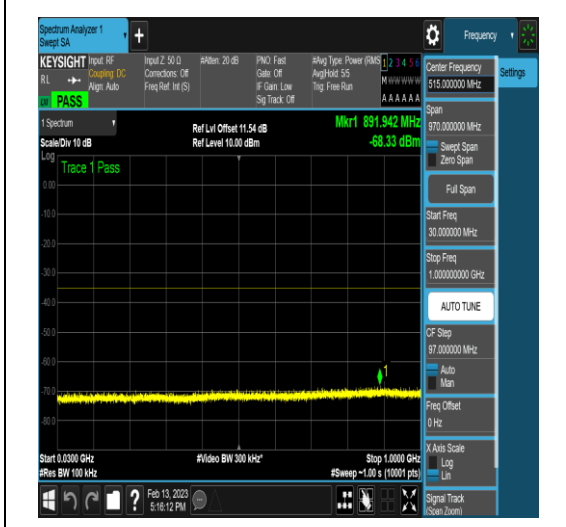 Spectrum Analyzer 1
Swept SA
+
Frequency
KEYSIGHT
RL
Input: RF
Coupling: DC
Align: Auto
Input Z: 50 Ω
Corrections: Off
Freq Ref: Int (S)
#Atten: 20 dB
PNO: Fast
Gate: Off
IF Gain: Low
Sig Track: Off
#Avg Type: Power (RMS
Avg|Hold: 5/5
Trig: Free Run
1 2 3 4 5 6
M W W W W W
A A A A A A
PASS
Center Frequency
515.000000 MHz
Settings
Span
970.000000 MHz
Swept Span
Zero Span
Full Span
Start Freq
30.000000 MHz
Stop Freq
1.000000000 GHz
AUTO TUNE
CF Step
97.000000 MHz
Auto
Man
Freq Offset
0 Hz
X Axis Scale
Log
Lin
Signal Track
(Span Zoom)
1 Spectrum
Scale/Div 10 dB
Ref Lvl Offset 11.54 dB
Ref Level 10.00 dBm
Mkr1 891.942 MHz
-68.33 dBm
Log
Trace 1 Pass
0.00
-10.0
-20.0
-30.0
-40.0
-50.0
-60.0
-70.0
-80.0
1
Start 0.0300 GHz
#Res BW 100 kHz
#Video BW 300 kHz*
Stop 1.0000 GHz
#Sweep ~1.00 s (10001 pts)
?
Feb 13, 2023
5:16:12 PM